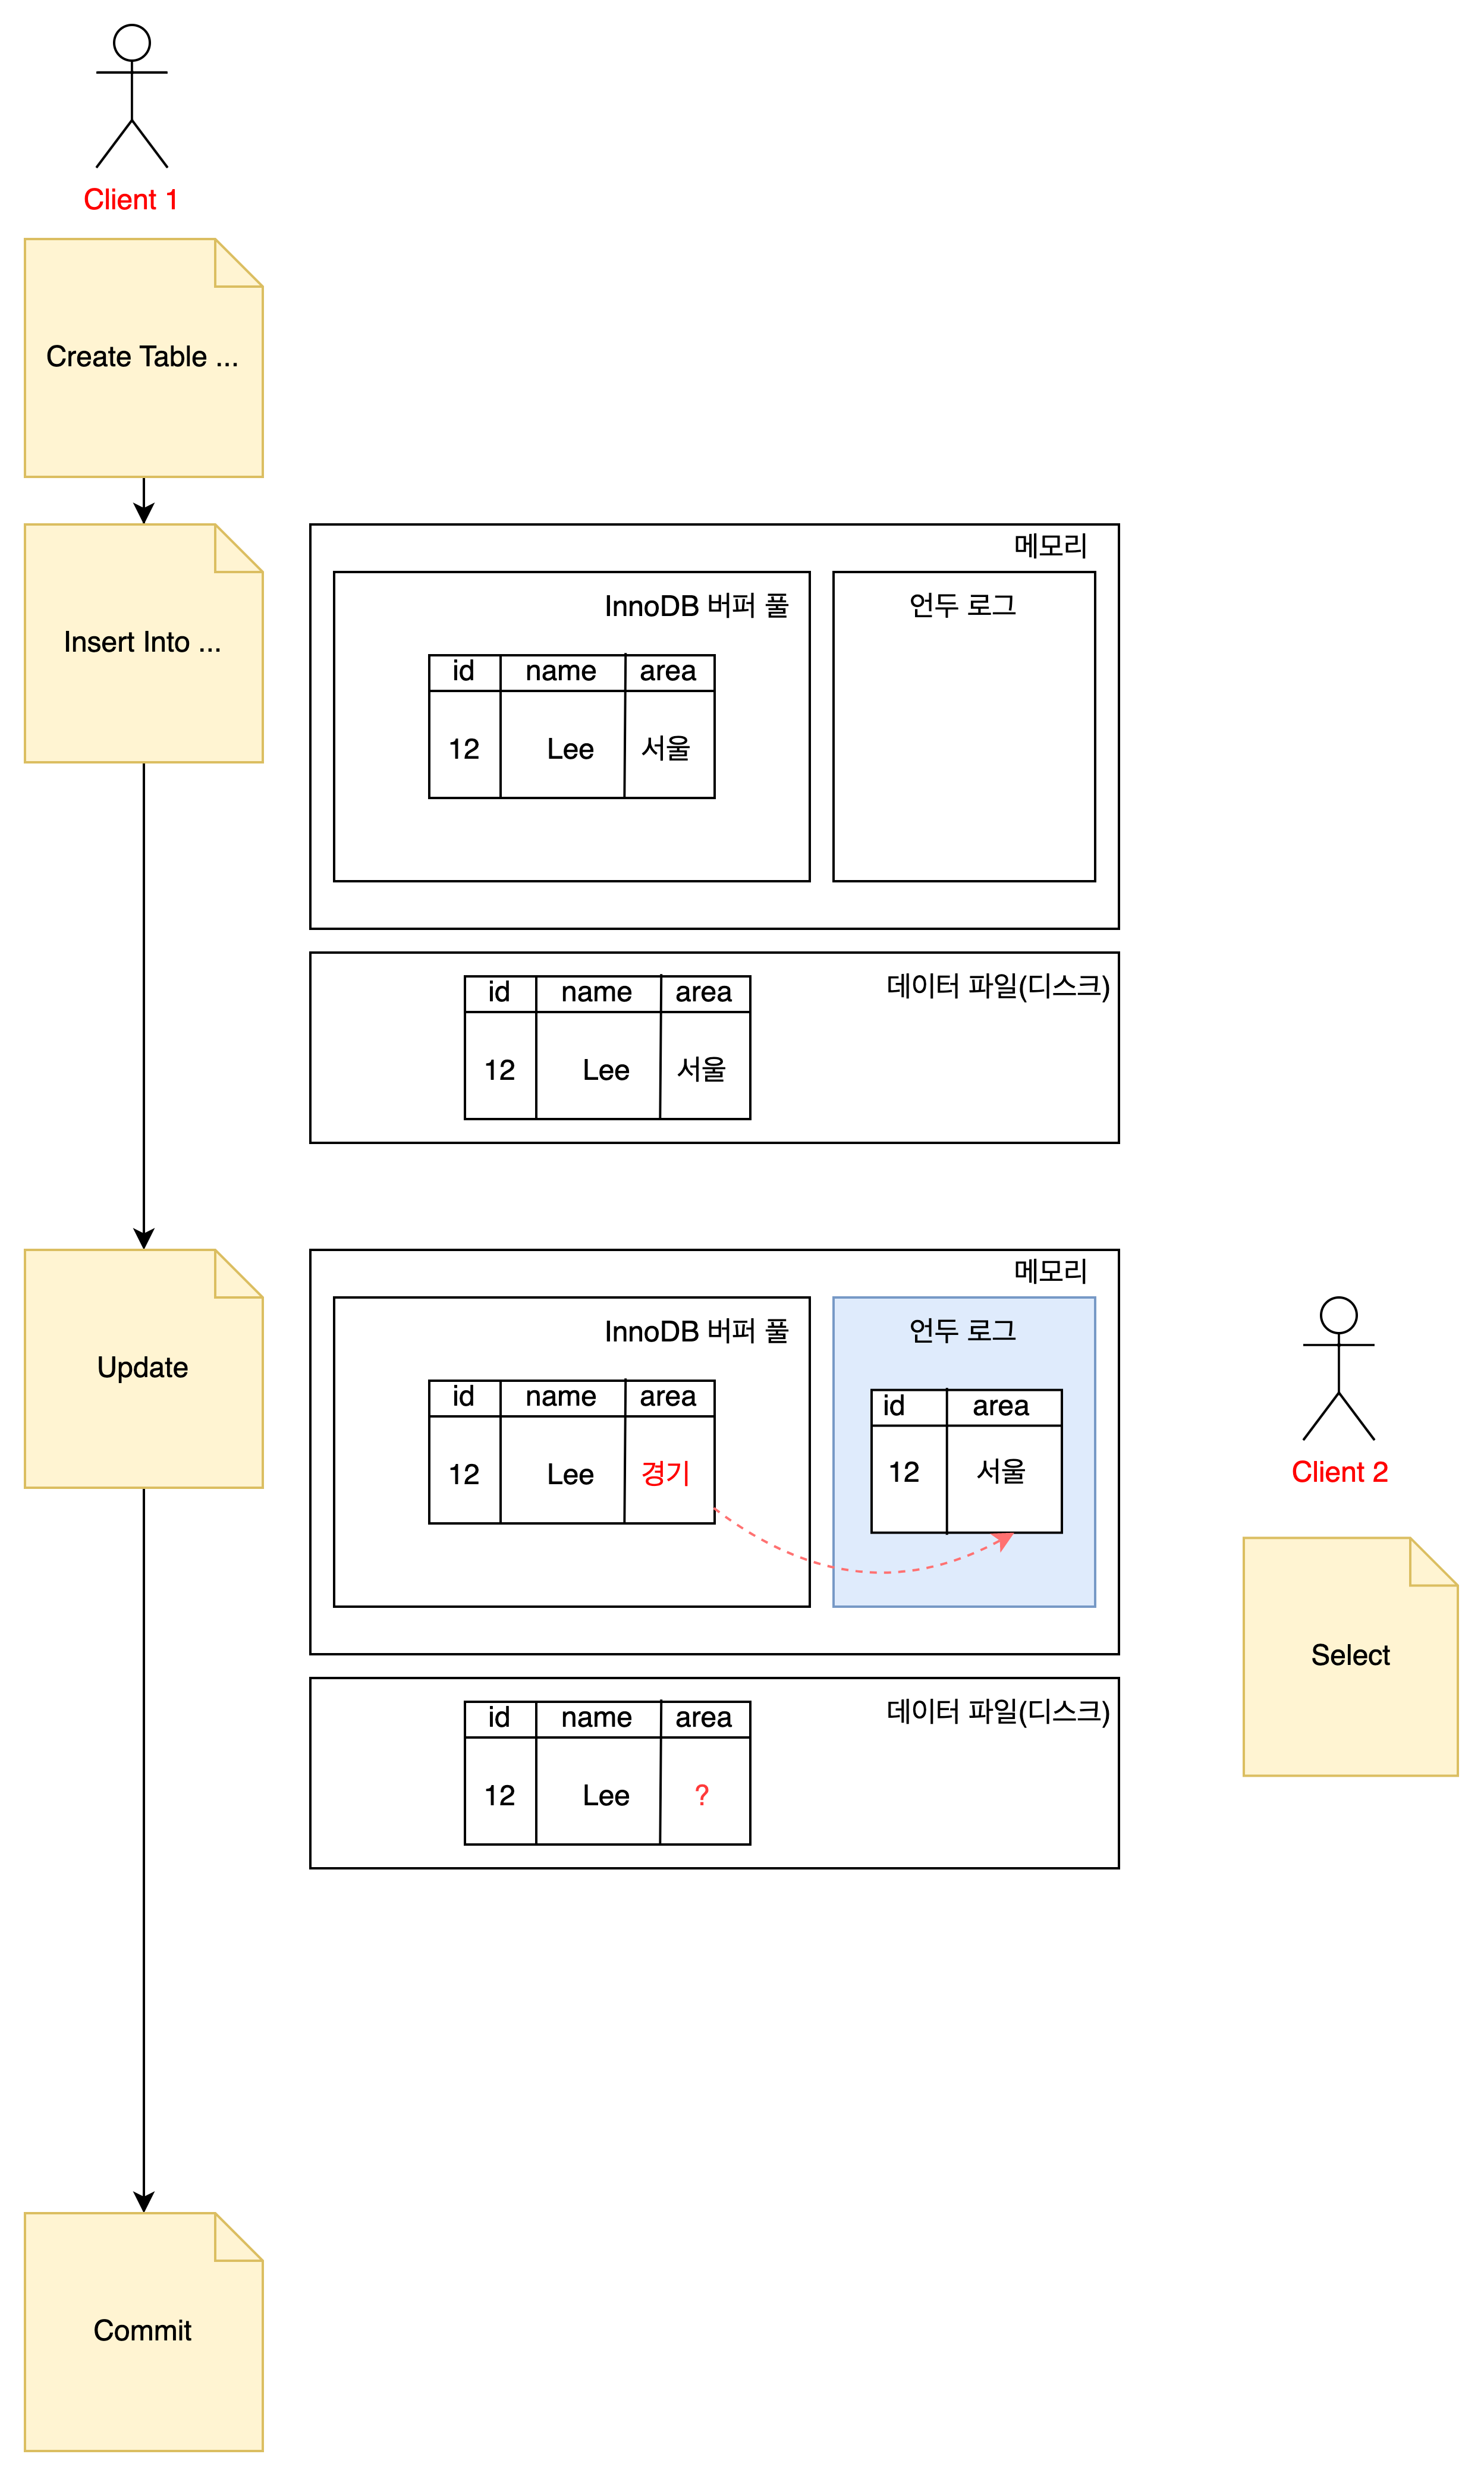 Client 1
Create Table ...
Insert Into ...
메모리
InnoDB 버퍼 풀
언두 로그
id name area
12 Lee 서울
데이터 파일(디스크)
id name area
12 Lee 서울
Update
메모리
InnoDB 버퍼 풀
언두 로그
id name area
12 Lee 경기
id area
12 서울
Client 2
Select
데이터 파일(디스크)
id name area
12 Lee ?
Commit